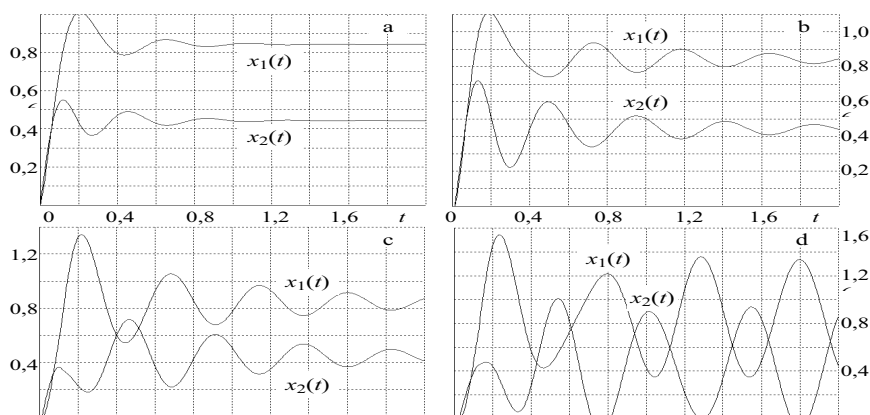 a
0,8
0,6
0,4
0,2
x₁(t)
x₂(t)
0 0,4 0,8 1,2 1,6 t
b
1,0
0,8
0,6
0,4
0,2
x₁(t)
x₂(t)
0 0,4 0,8 1,2 1,6 t
c
1,2
0,8
0,4
x₁(t)
x₂(t)
d
1,6
1,2
0,8
0,4
x₁(t)
x₂(t)